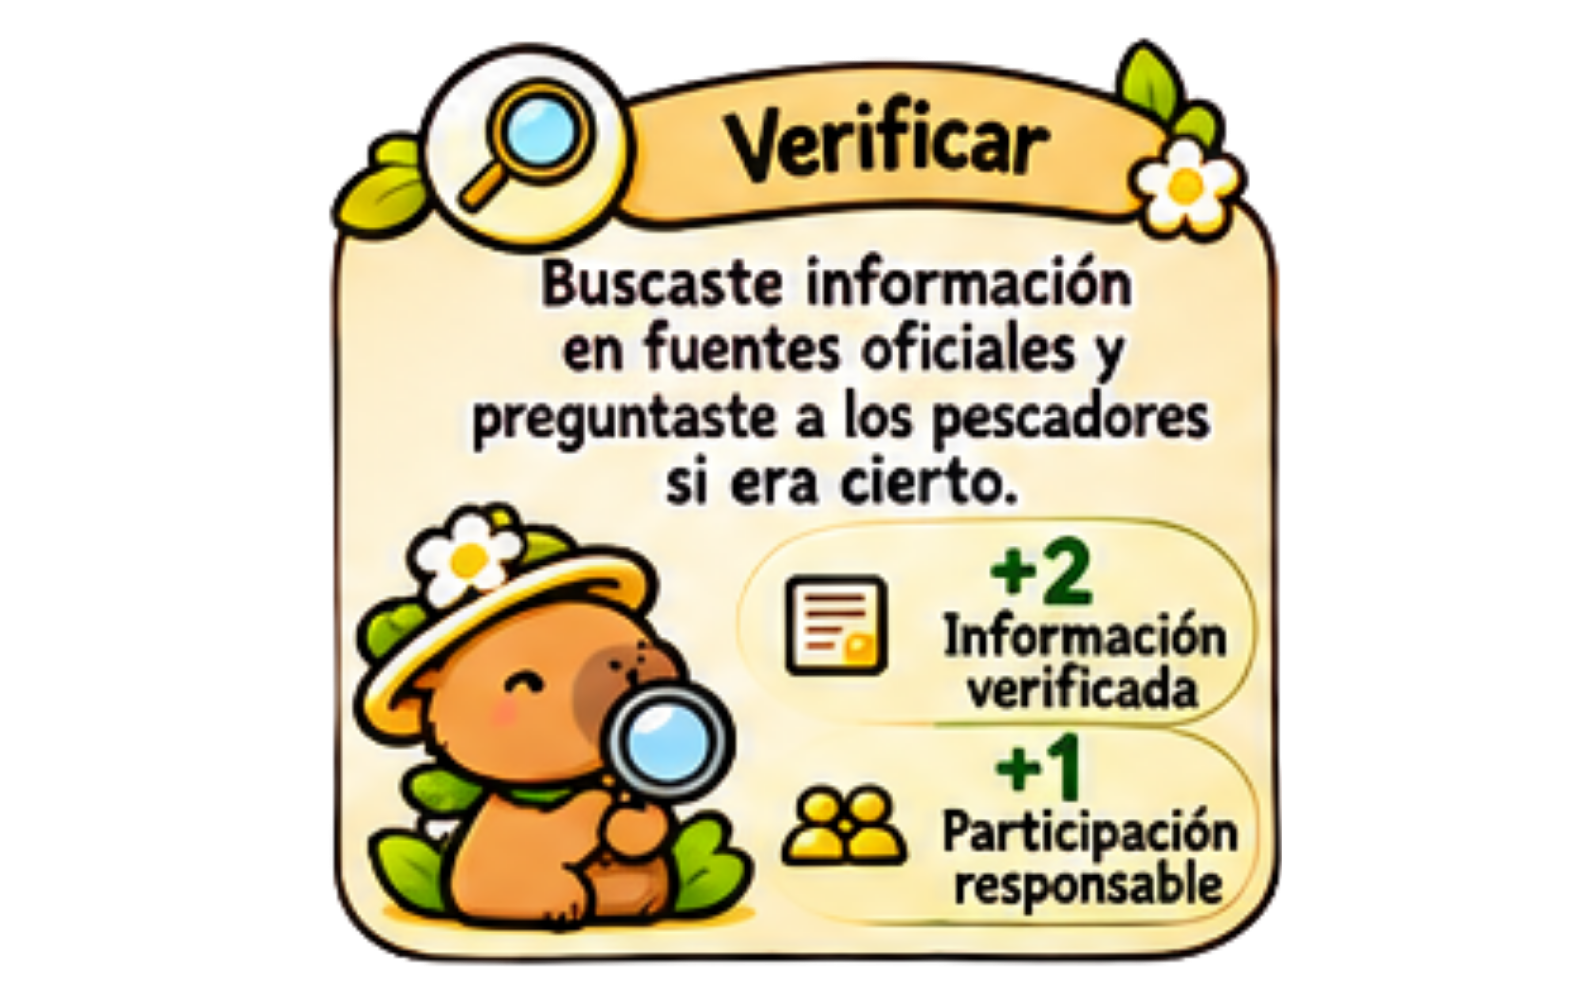 Verificar
Buscaste información
en fuentes oficiales y
preguntaste a los pescadores
si era cierto.
+2
Información
verificada
+1
Participación
responsable